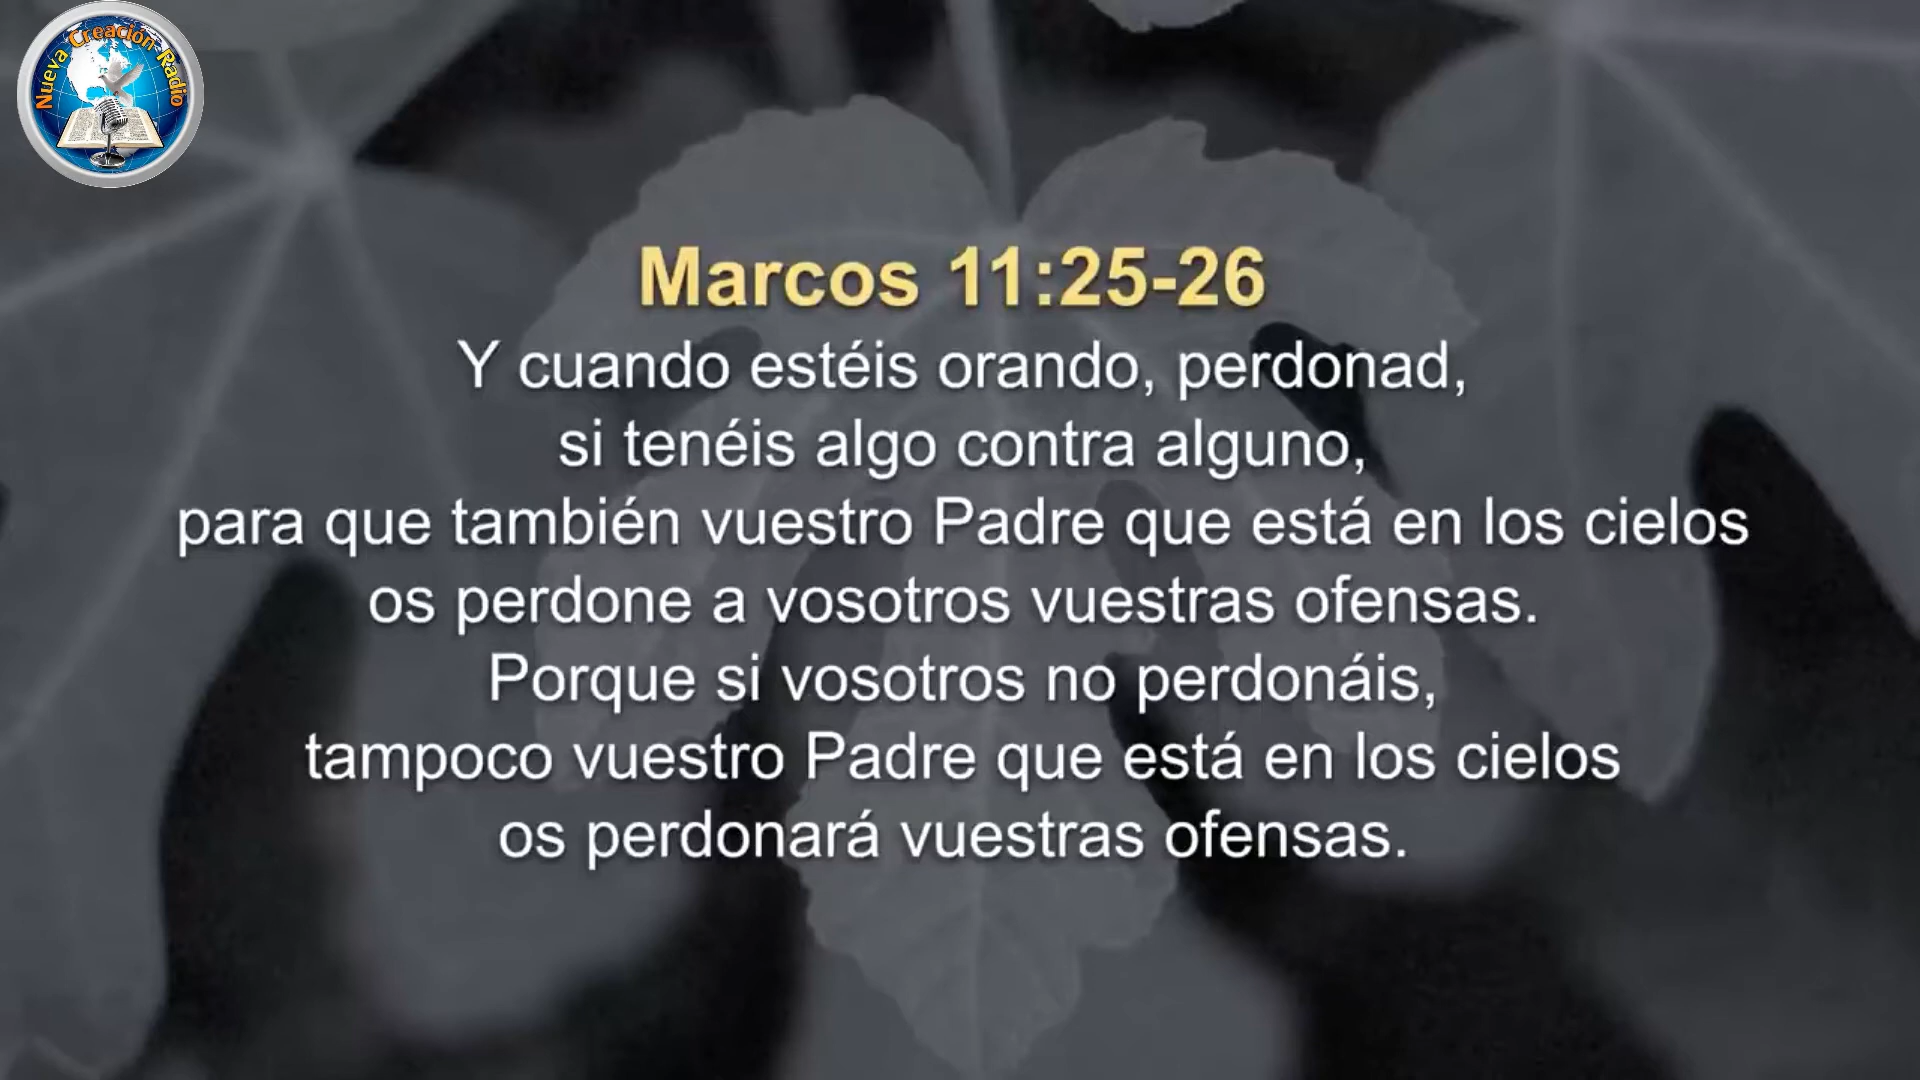 Nueva Creación Radio
Marcos 11:25-26
Y cuando estéis orando, perdonad,
si tenéis algo contra alguno,
para que también vuestro Padre que está en los cielos
os perdone a vosotros vuestras ofensas.
Porque si vosotros no perdonáis,
tampoco vuestro Padre que está en los cielos
os perdonará vuestras ofensas.